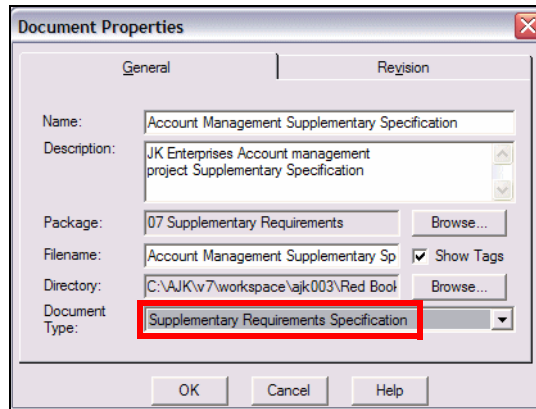 Document Properties
General
Revision
Name:
Account Management Supplementary Specification
Description:
JK Enterprises Account management
project Supplementary Specification
Package:
07 Supplementary Requirements
Browse...
Filename:
Account Management Supplementary Sp
Show Tags
Directory:
C:\AJK\v7\workspace\ajk003\Red Book
Browse...
Document
Type:
Supplementary Requirements Specification
OK
Cancel
Help